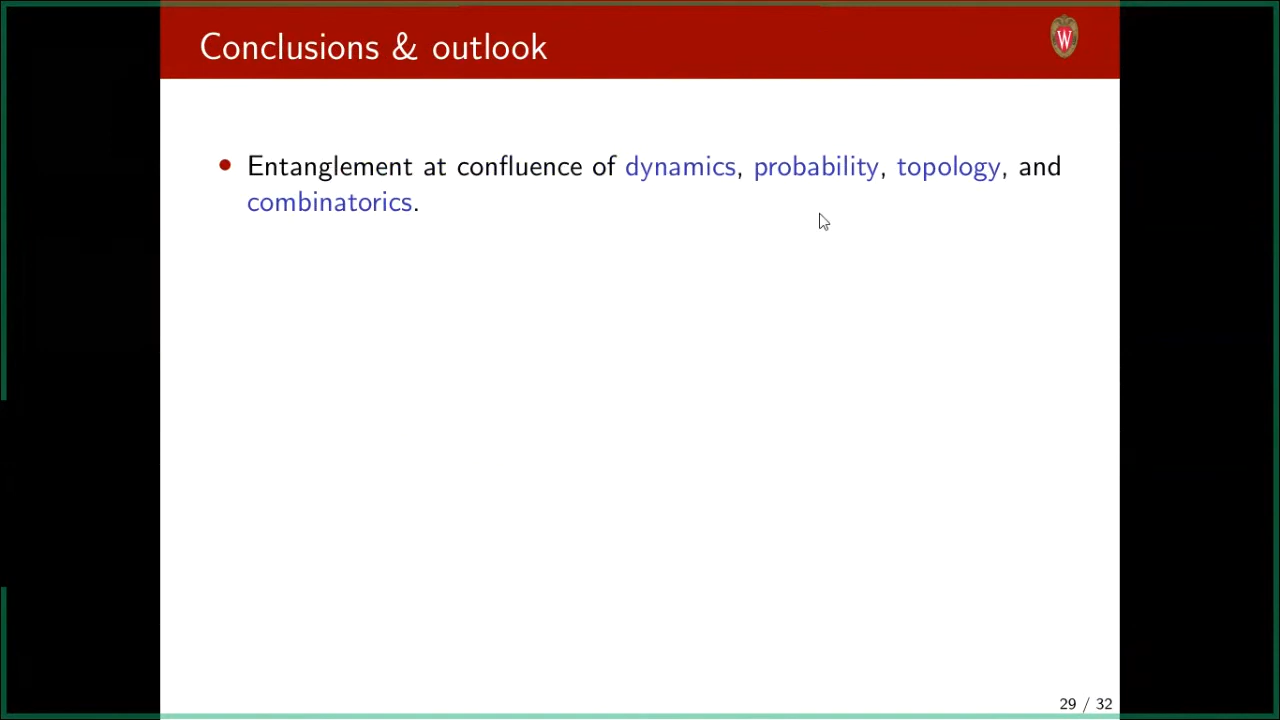 Conclusions & outlook
W
• Entanglement at confluence of dynamics, probability, topology, and
combinatorics.
29 / 32